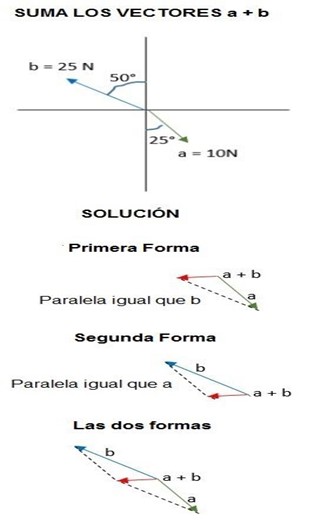 SUMA LOS VECTORES a + b
b = 25 N
50°
25°
a = 10N
SOLUCIÓN
Primera Forma
a + b
a
Paralela igual que b
Segunda Forma
b
Paralela igual que a
a + b
Las dos formas
b
a + b
a